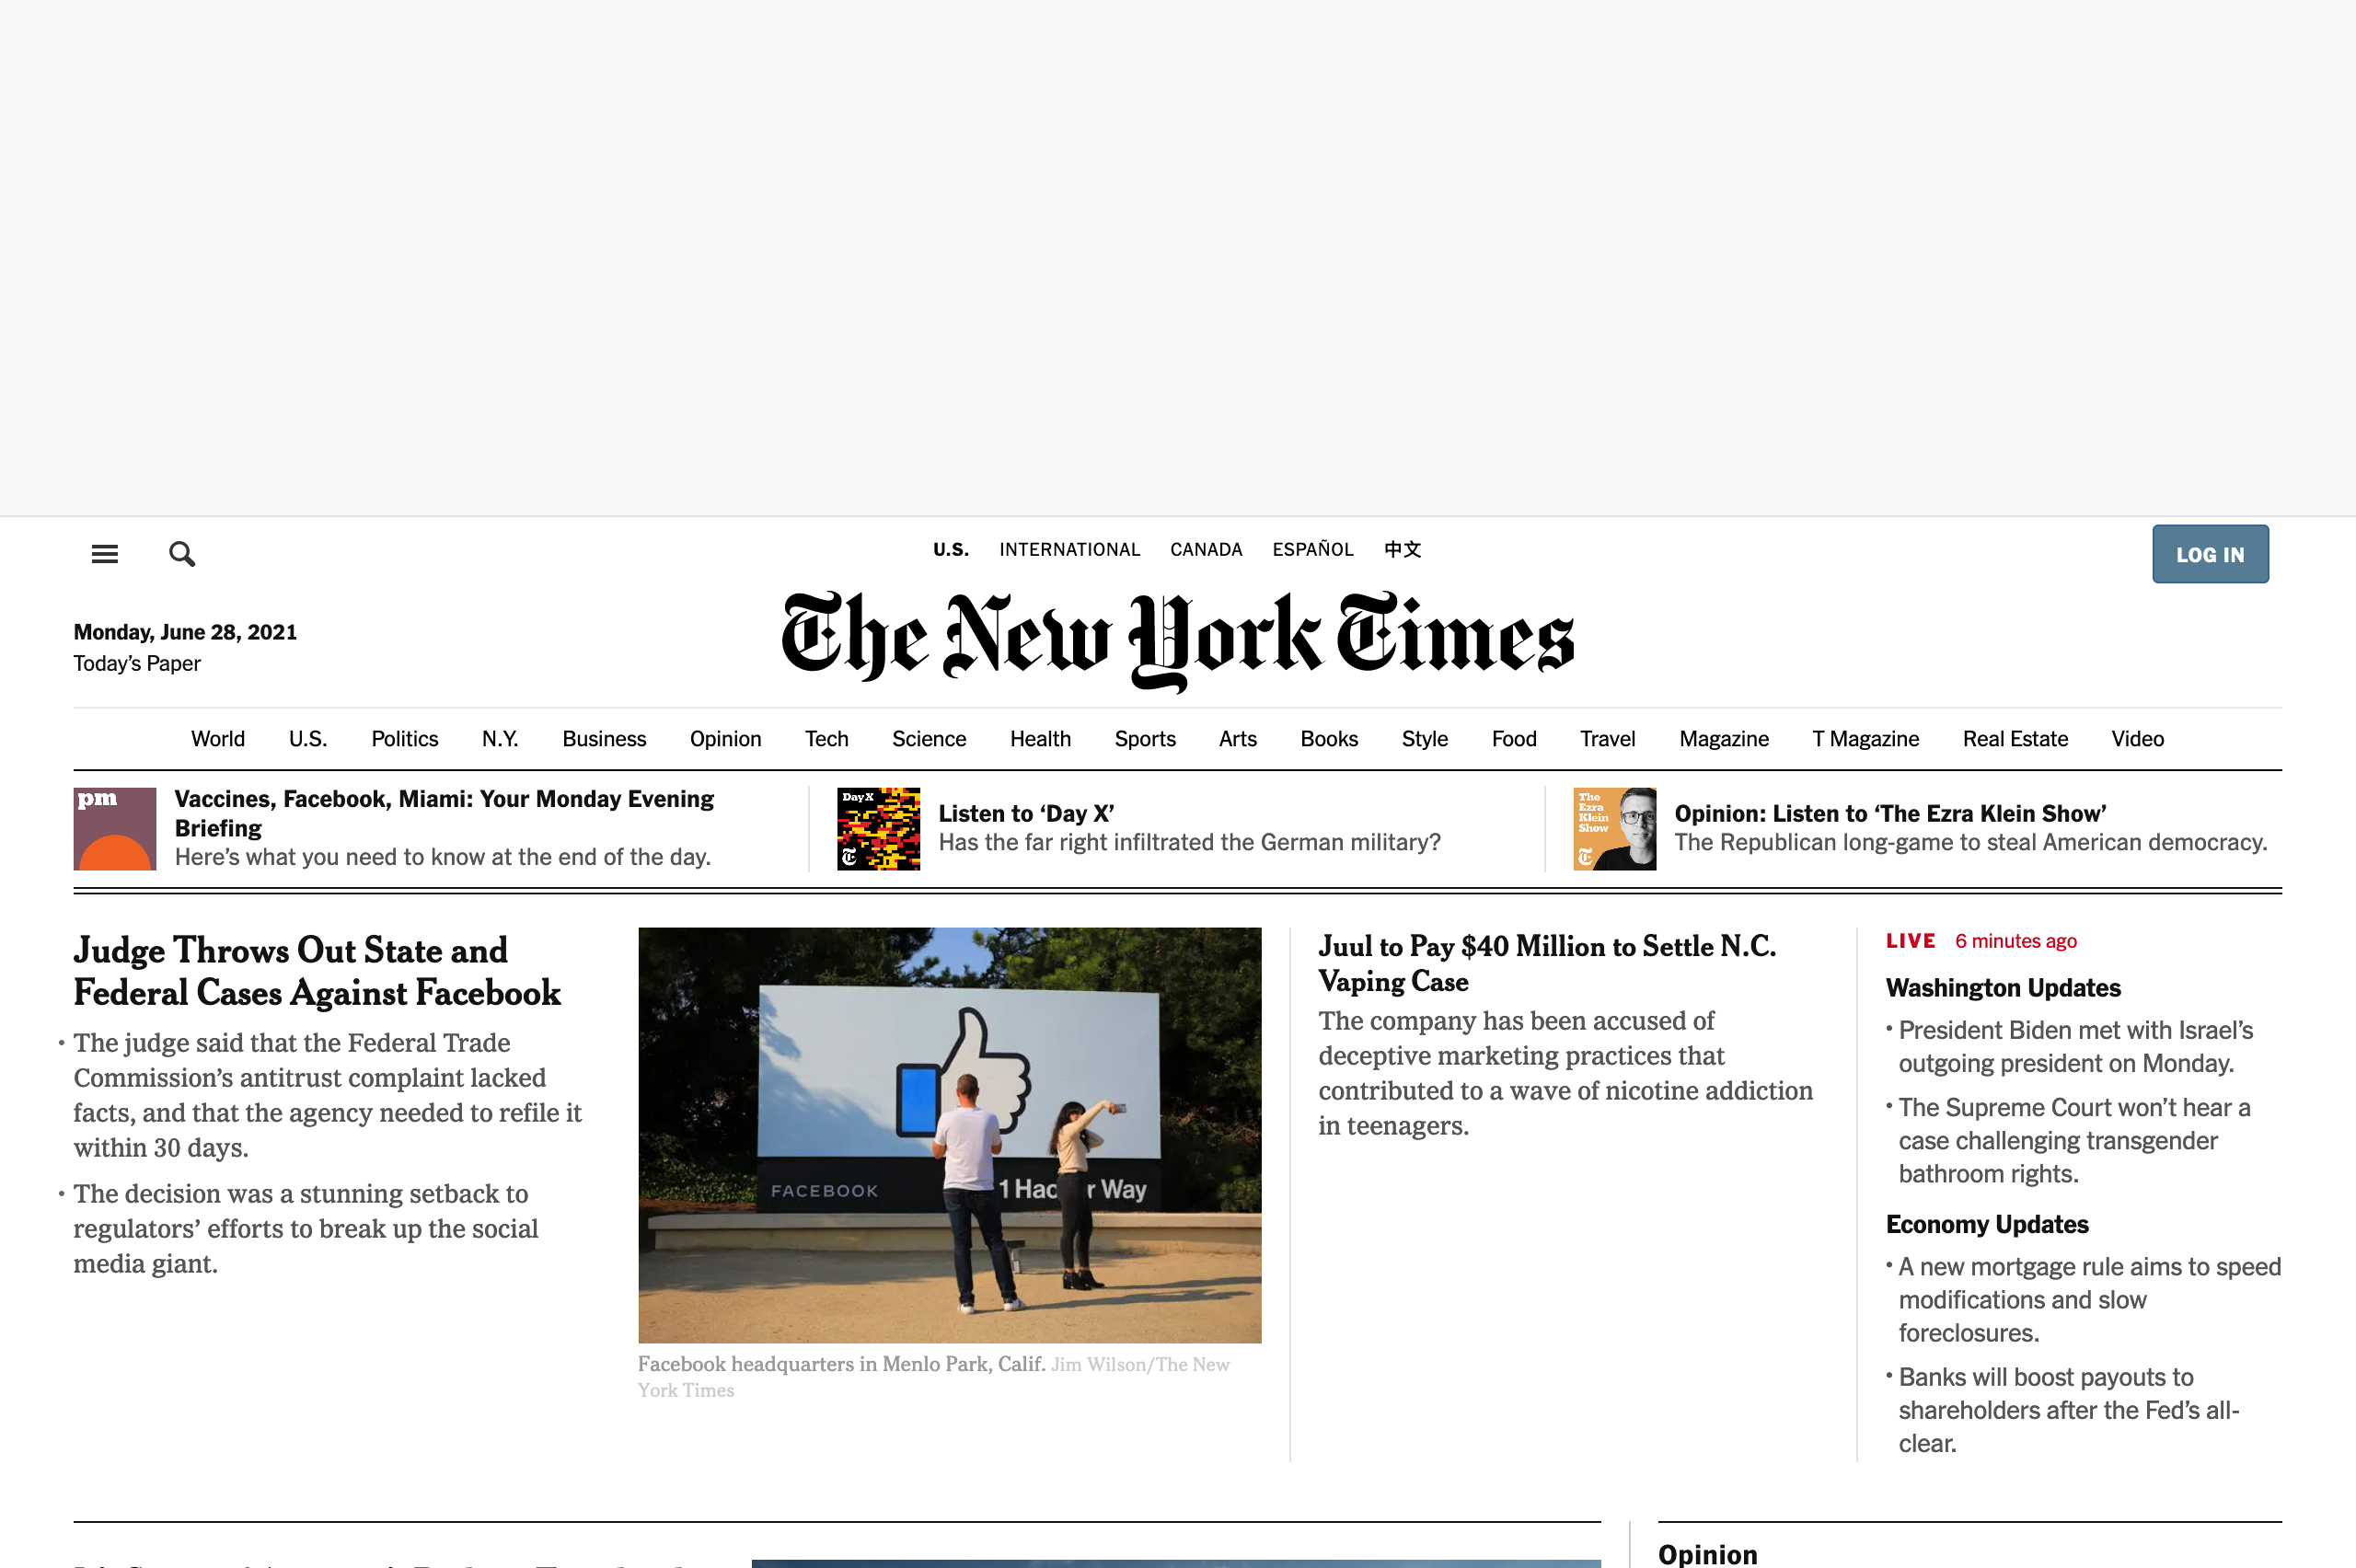 U.S. INTERNATIONAL CANADA ESPAÑOL 中文
LOG IN
The New York Times
Monday, June 28, 2021
Today’s Paper
World U.S. Politics N.Y. Business Opinion Tech Science Health Sports Arts Books Style Food Travel Magazine T Magazine Real Estate Video
pm
Vaccines, Facebook, Miami: Your Monday Evening
Briefing
Here’s what you need to know at the end of the day.
Day X
T
Listen to ‘Day X’
Has the far right infiltrated the German military?
The
Ezra
Klein
Show
T
Opinion: Listen to ‘The Ezra Klein Show’
The Republican long-game to steal American democracy.
Judge Throws Out State and
Federal Cases Against Facebook
• The judge said that the Federal Trade
Commission’s antitrust complaint lacked
facts, and that the agency needed to refile it
within 30 days.
• The decision was a stunning setback to
regulators’ efforts to break up the social
media giant.
FACEBOOK
1 Hac r Way
Facebook headquarters in Menlo Park, Calif. Jim Wilson/The New
York Times
Juul to Pay $40 Million to Settle N.C.
Vaping Case
The company has been accused of
deceptive marketing practices that
contributed to a wave of nicotine addiction
in teenagers.
LIVE 6 minutes ago
Washington Updates
• President Biden met with Israel’s
outgoing president on Monday.
• The Supreme Court won’t hear a
case challenging transgender
bathroom rights.
Economy Updates
• A new mortgage rule aims to speed
modifications and slow
foreclosures.
• Banks will boost payouts to
shareholders after the Fed’s all-
clear.
Opinion